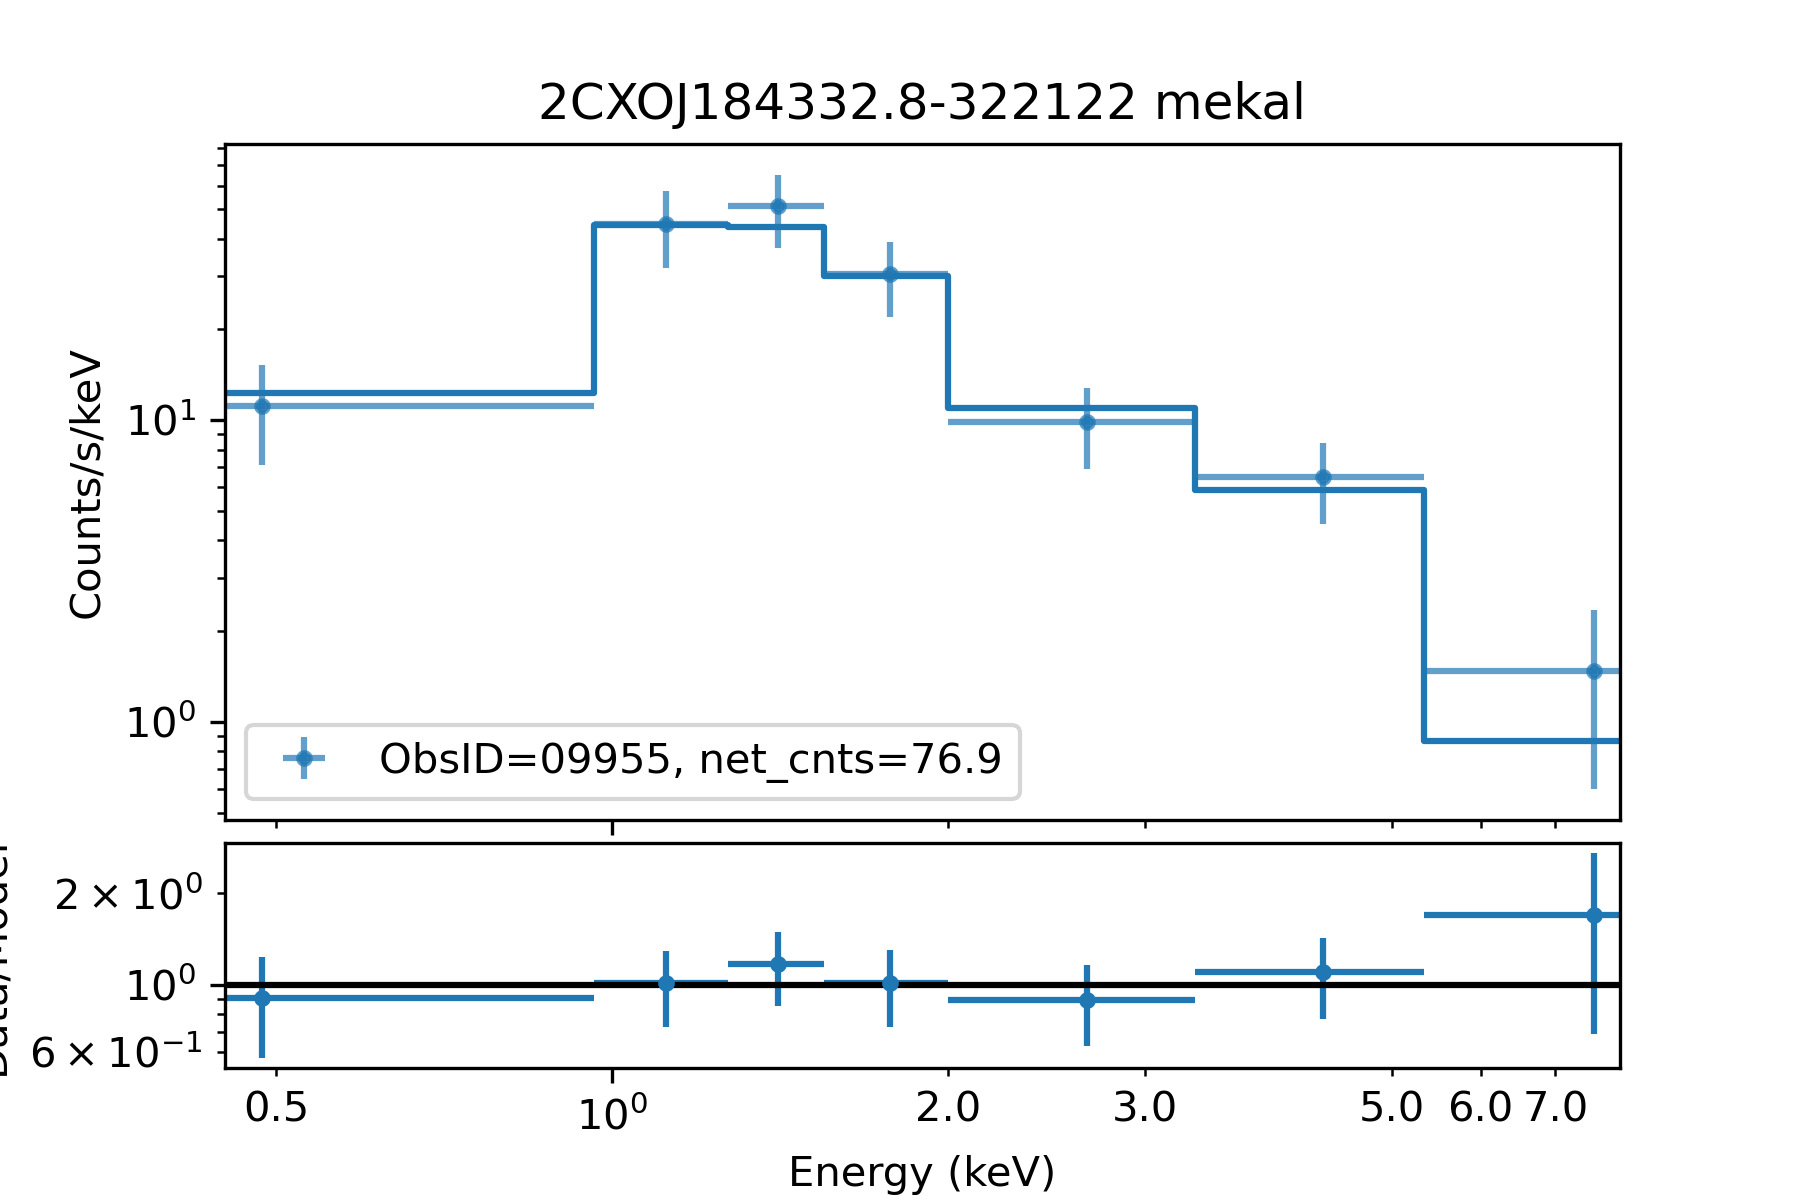 2CXOJ184332.8-322122 mekal
Counts/s/keV
10¹
10⁰
ObsID=09955, net_cnts=76.9
2×10⁰
10⁰
6×10⁻¹
0.5 10⁰ 2.0 3.0 5.0 6.0 7.0
Energy (keV)